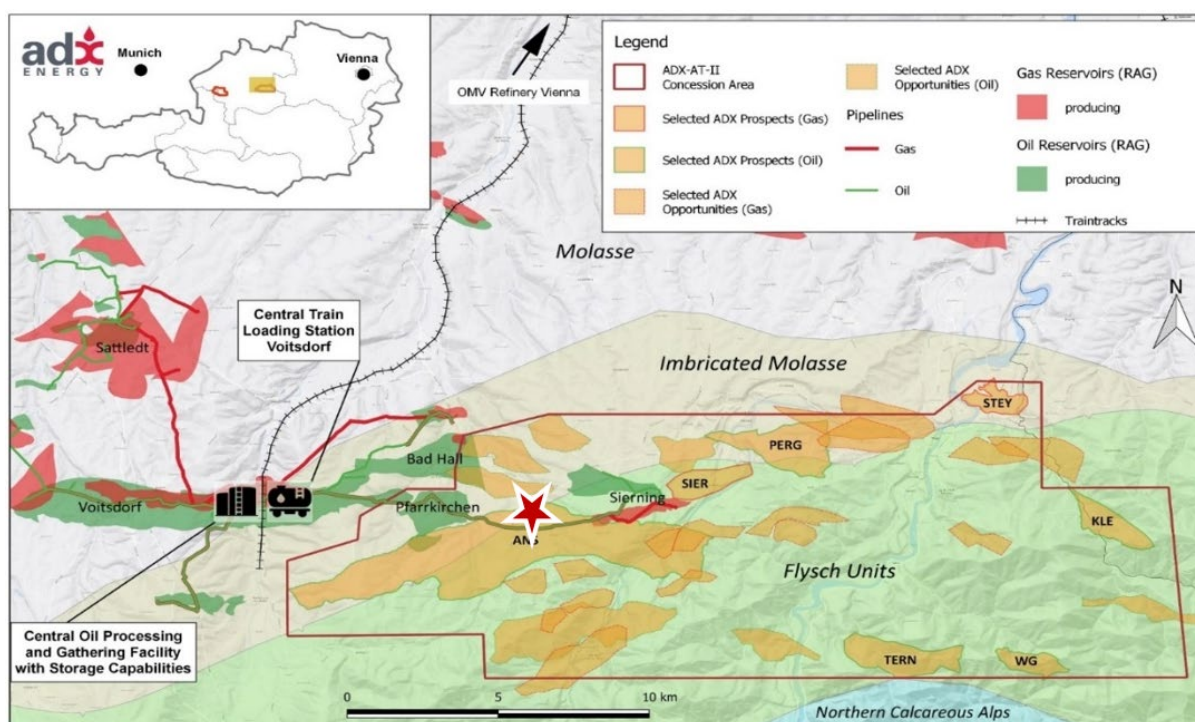 adx
ENERGY
Munich
Vienna
OMV Refinery Vienna
Legend
ADX-AT-II
Concession Area
Selected ADX Prospects (Gas)
Selected ADX Prospects (Oil)
Selected ADX
Opportunities (Gas)
Selected ADX
Opportunities (Oil)
Pipelines
Gas
Oil
Gas Reservoirs (RAG)
producing
Oil Reservoirs (RAG)
producing
Traintracks
Molasse
N
Central Train
Loading Station
Voitsdorf
Sattledt
Imbricated Molasse
STEY
PERG
Bad Hall
SIER
Sierning
Voitsdorf
Pfarrkirchen
ANS
KLE
Flysch Units
Central Oil Processing
and Gathering Facility
with Storage Capabilities
TERN
WG
0 5 10 km
Northern Calcareous Alps